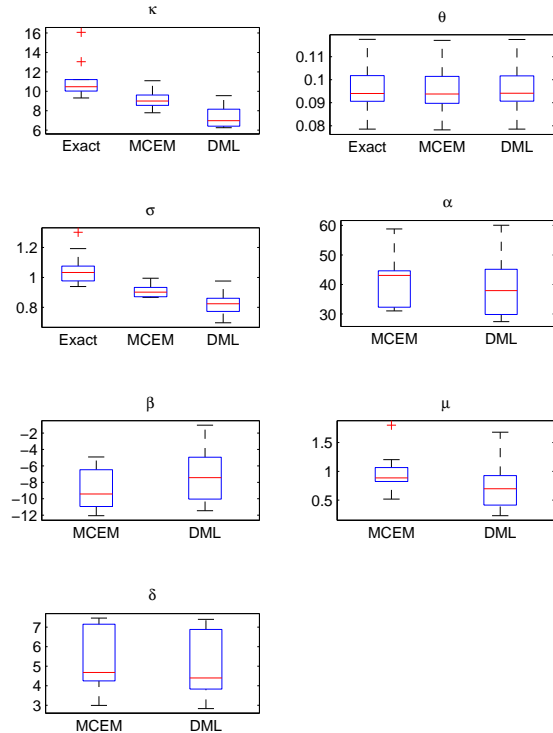 κ
16
14
12
10
8
6
Exact MCEM DML
θ
0.11
0.1
0.09
0.08
Exact MCEM DML
σ
1.2
1
0.8
Exact MCEM DML
α
60
50
40
30
MCEM DML
β
−2
−4
−6
−8
−10
−12
MCEM DML
μ
1.5
1
0.5
MCEM DML
δ
7
6
5
4
3
MCEM DML